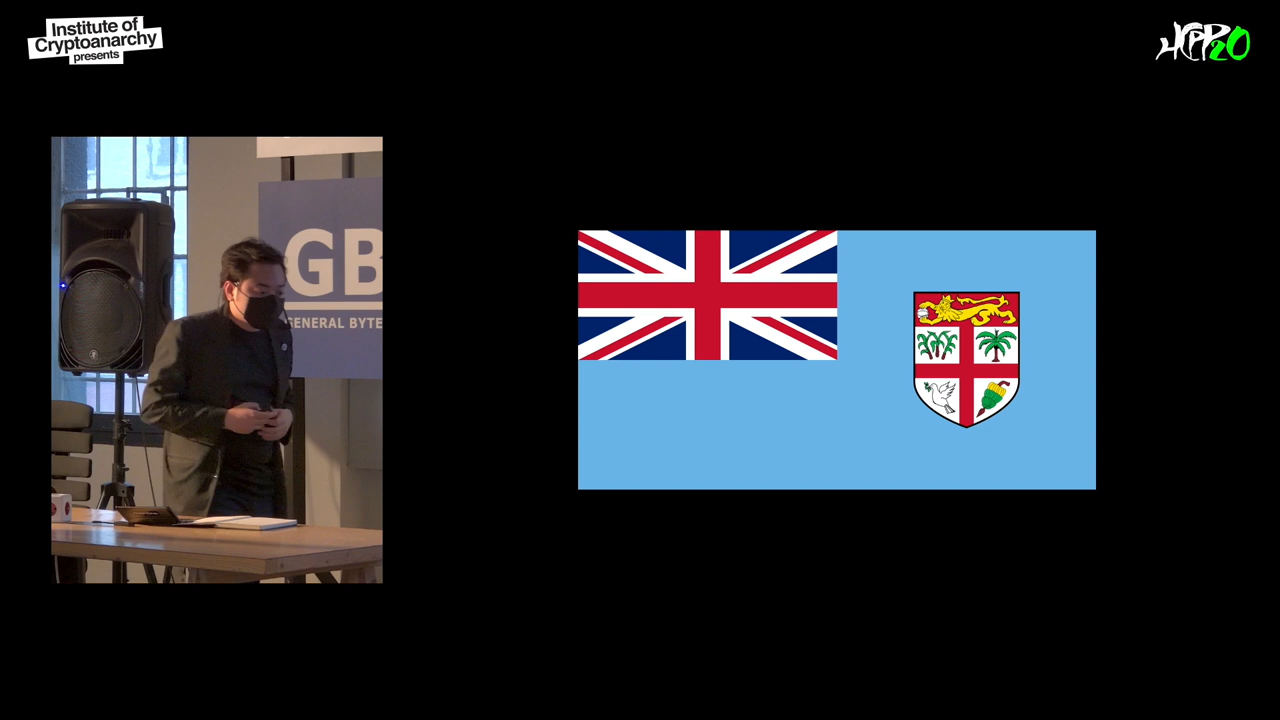 Institute of
Cryptoanarchy
presents
HCPP20
GB
GENERAL BYTE